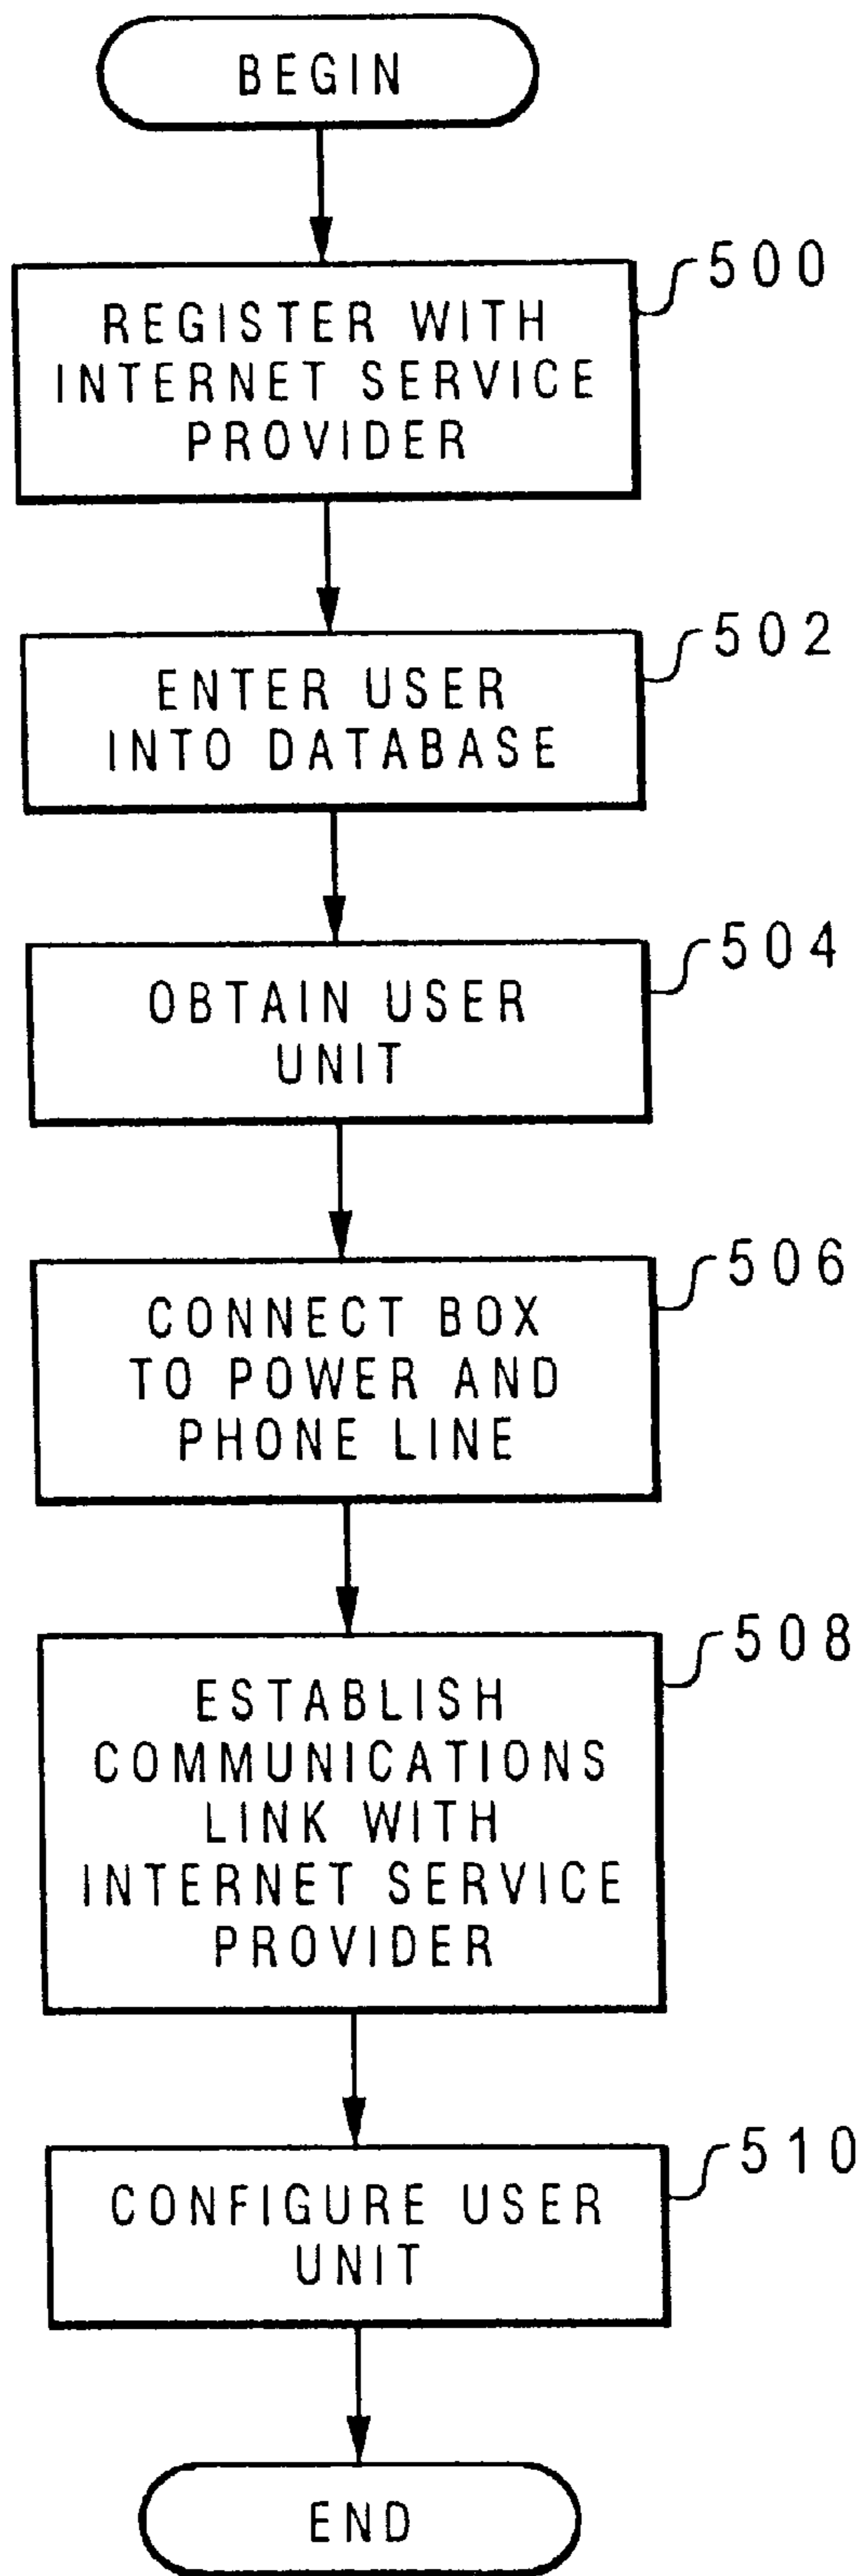 BEGIN
500
REGISTER WITH
INTERNET SERVICE
PROVIDER
502
ENTER USER
INTO DATABASE
504
OBTAIN USER
UNIT
506
CONNECT BOX
TO POWER AND
PHONE LINE
508
ESTABLISH
COMMUNICATIONS
LINK WITH
INTERNET SERVICE
PROVIDER
510
CONFIGURE USER
UNIT
END